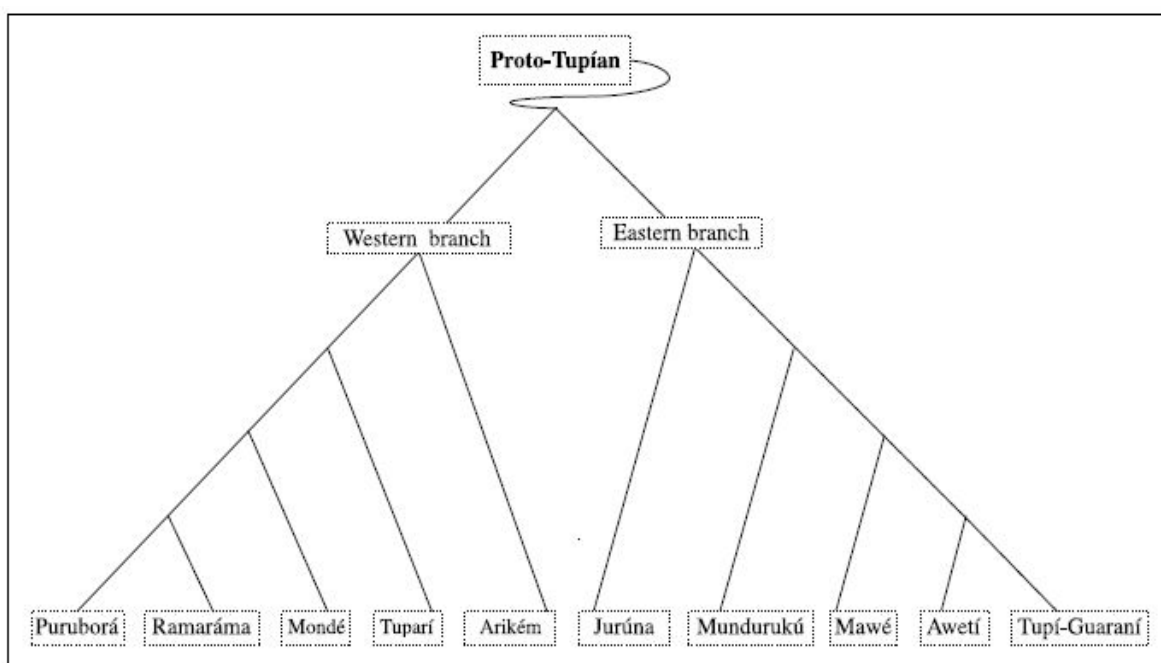 Proto-Tupían
Western branch
Eastern branch
Puruborá
Ramaráma
Mondé
Tuparí
Arikém
Jurúna
Mundurukú
Mawé
Awetí
Tupí-Guaraní